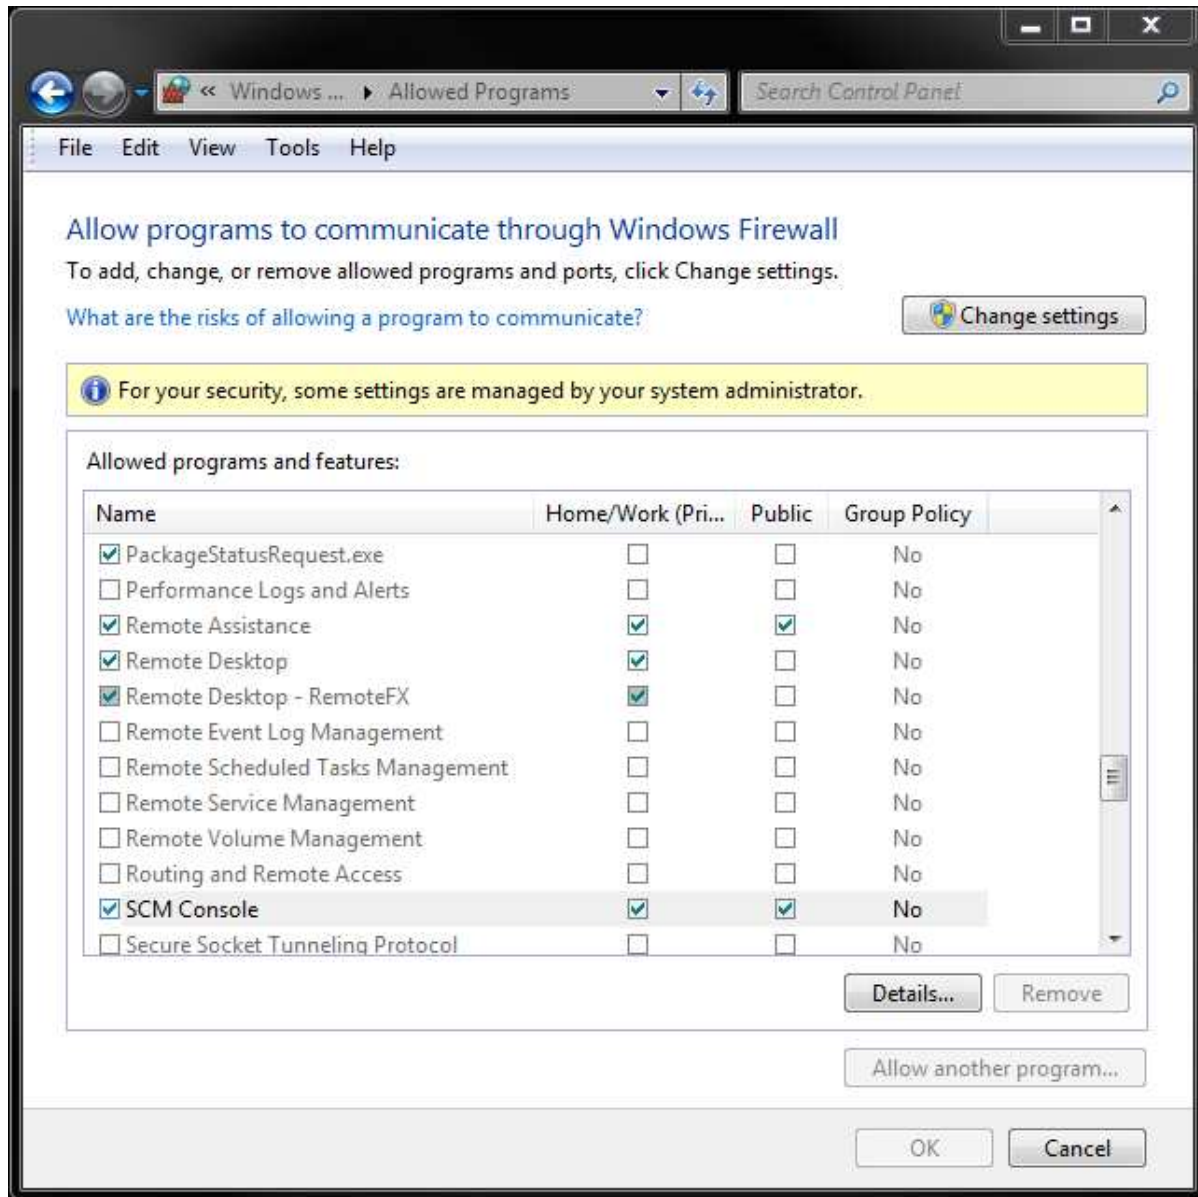 « Windows ... ▸ Allowed Programs Search Control Panel
File Edit View Tools Help
Allow programs to communicate through Windows Firewall
To add, change, or remove allowed programs and ports, click Change settings.
What are the risks of allowing a program to communicate? Change settings
For your security, some settings are managed by your system administrator.
Allowed programs and features:
Name Home/Work (Pri... Public Group Policy
PackageStatusRequest.exe No
Performance Logs and Alerts No
Remote Assistance No
Remote Desktop No
Remote Desktop - RemoteFX No
Remote Event Log Management No
Remote Scheduled Tasks Management No
Remote Service Management No
Remote Volume Management No
Routing and Remote Access No
SCM Console No
Secure Socket Tunneling Protocol No
Details... Remove
Allow another program...
OK Cancel